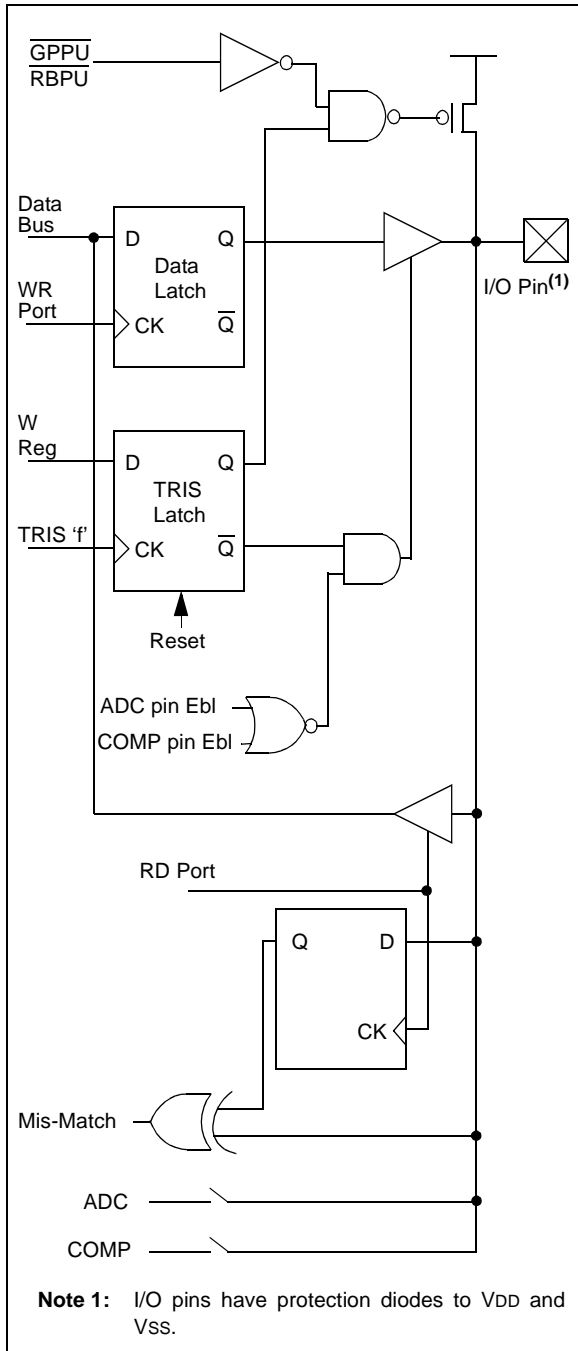 G̅P̅P̅U̅
R̅B̅P̅U̅
Data
Bus
D
Q
Data
Latch
I/O Pin(1)
WR
Port
CK
Q̅
W
Reg
D
Q
TRIS
Latch
TRIS ‘f’
CK
Q̅
Reset
ADC pin Ebl
COMP pin Ebl
RD Port
Q
D
CK
Mis-Match
ADC
COMP
Note 1: I/O pins have protection diodes to VDD and
VSS.